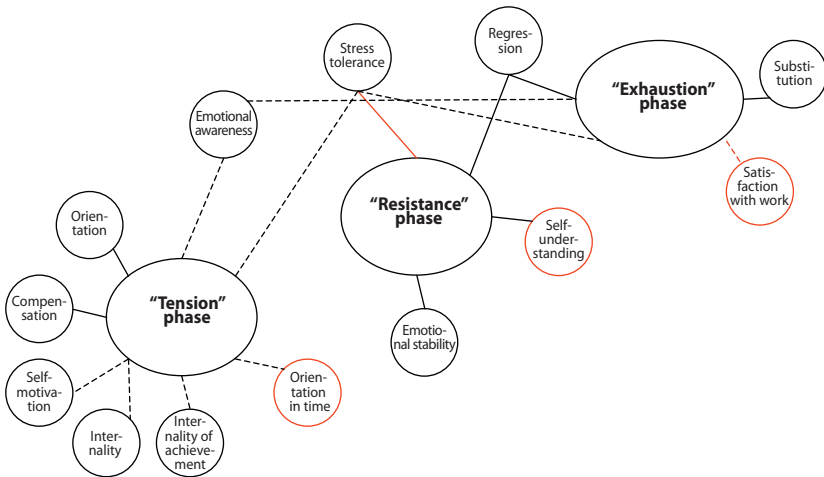 Stress
tolerance
Regres-
sion
"Exhaustion"
phase
Substi-
tution
Emotional
awareness
"Resistance"
phase
Satis-
faction
with work
Orien-
tation
Self-
under-
standing
"Tension"
phase
Compen-
sation
Emotio-
nal stability
Self-
motiva-
tion
Orien-
tation
in time
Inter-
nality
Inter-
nality of
achieve-
ment